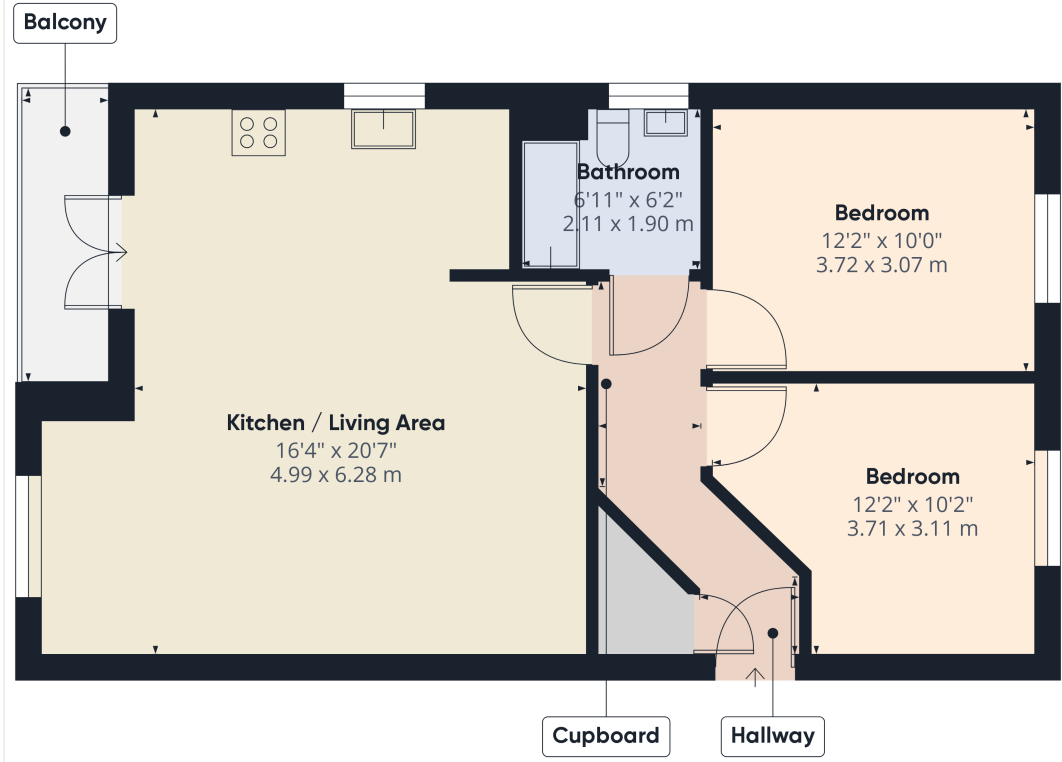 Balcony
Bathroom
6'11" x 6'2"
2.11 x 1.90 m
Bedroom
12'2" x 10'0"
3.72 x 3.07 m
Kitchen / Living Area
16'4" x 20'7"
4.99 x 6.28 m
Bedroom
12'2" x 10'2"
3.71 x 3.11 m
Cupboard
Hallway